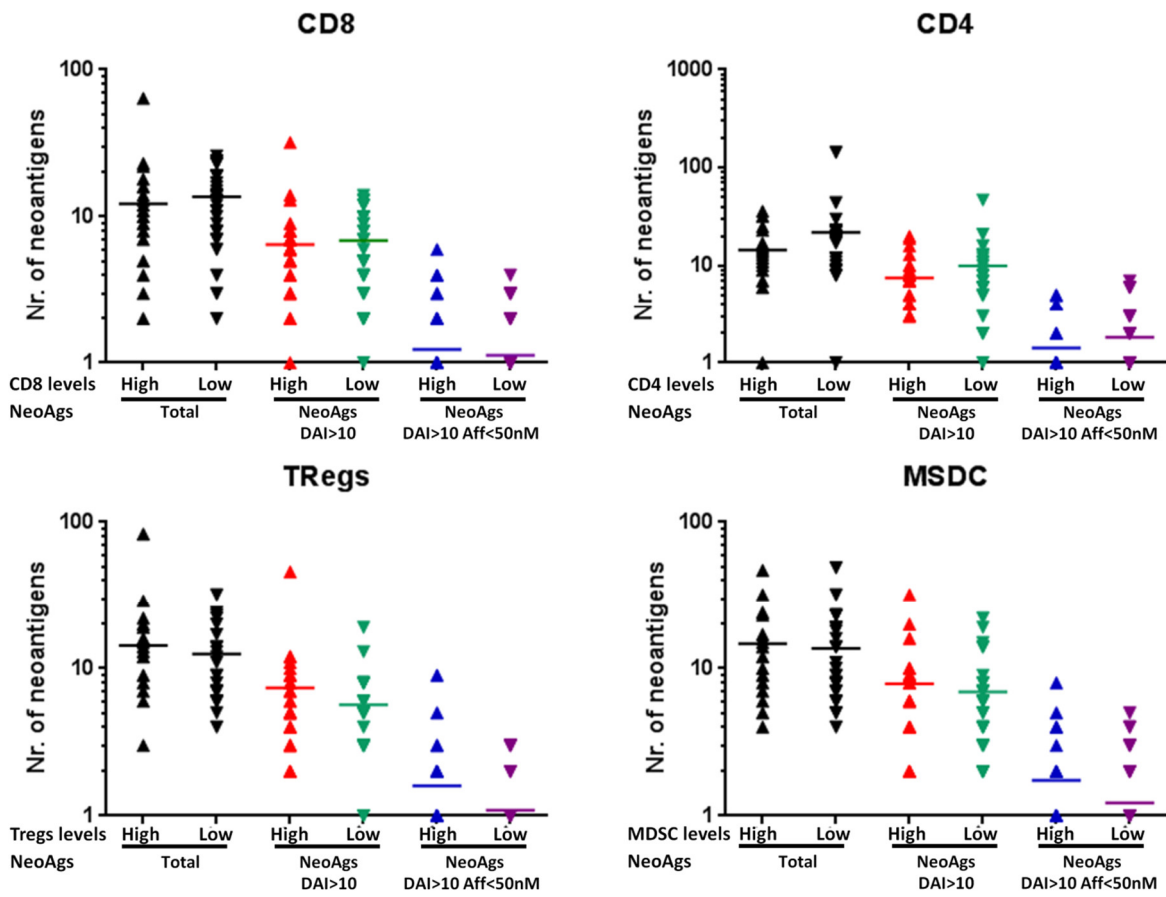 CD8
Nr. of neoantigens
100
10
1
CD8 levels High Low High Low High Low
NeoAgs Total NeoAgs NeoAgs
DAI>10 DAI>10 Aff<50nM
CD4
Nr. of neoantigens
1000
100
10
1
CD4 levels High Low High Low High Low
NeoAgs Total NeoAgs NeoAgs
DAI>10 DAI>10 Aff<50nM
TRegs
Nr. of neoantigens
100
10
1
Tregs levels High Low High Low High Low
NeoAgs Total NeoAgs NeoAgs
DAI>10 DAI>10 Aff<50nM
MSDC
Nr. of neoantigens
100
10
1
MDSC levels High Low High Low High Low
NeoAgs Total NeoAgs NeoAgs
DAI>10 DAI>10 Aff<50nM